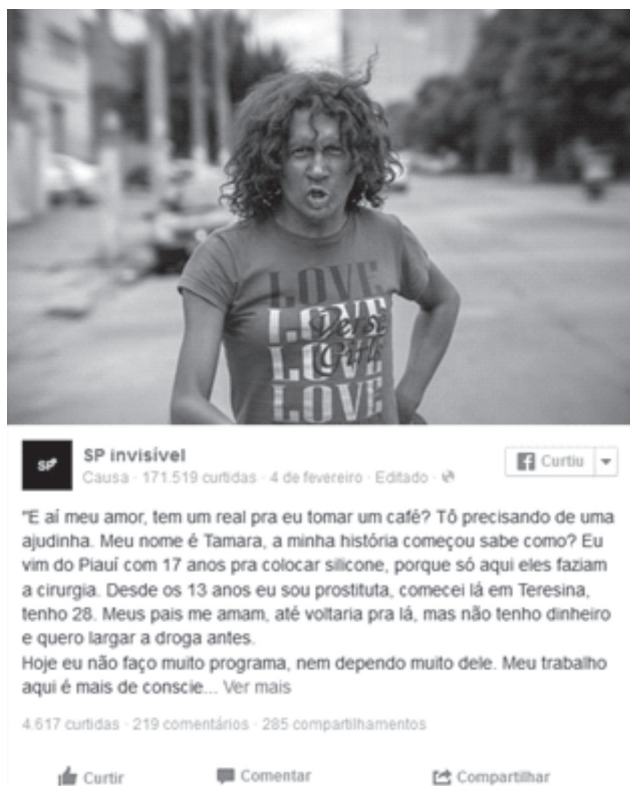 LOVE
LOVE
Verse
Girls
LOVE
LOVE
SP
SP invisível
Curtiu
Causa · 171.519 curtidas · 4 de fevereiro · Editado ·
"E aí meu amor, tem um real pra eu tomar um café? Tô precisando de uma
ajudinha. Meu nome é Tamara, a minha história começou sabe como? Eu
vim do Piauí com 17 anos pra colocar silicone, porque só aqui eles faziam
a cirurgia. Desde os 13 anos eu sou prostituta, comecei lá em Teresina,
tenho 28. Meus pais me amam, até voltaria pra lá, mas não tenho dinheiro
e quero largar a droga antes.
Hoje eu não faço muito programa, nem dependo muito dele. Meu trabalho
aqui é mais de conscie... Ver mais
4.617 curtidas · 219 comentários · 285 compartilhamentos
Curtir Comentar Compartilhar